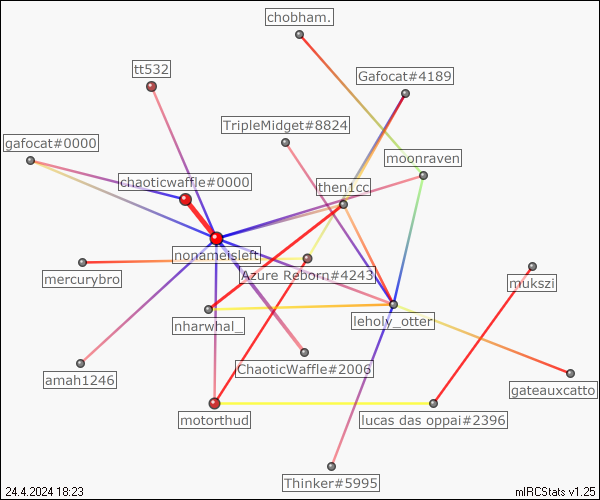 chobham.
tt532
Gafocat#4189
TripleMidget#8824
gafocat#0000
moonraven
chaoticwaffle#0000
then1cc
nonameisleft
Azure Reborn#4243
mercurybro
mukszi
nharwhal_
leholy_otter
ChaoticWaffle#2006
amah1246
gateauxcatto
motorthud
lucas das oppai#2396
Thinker#5995
24.4.2024 18:23
mIRCStats v1.25